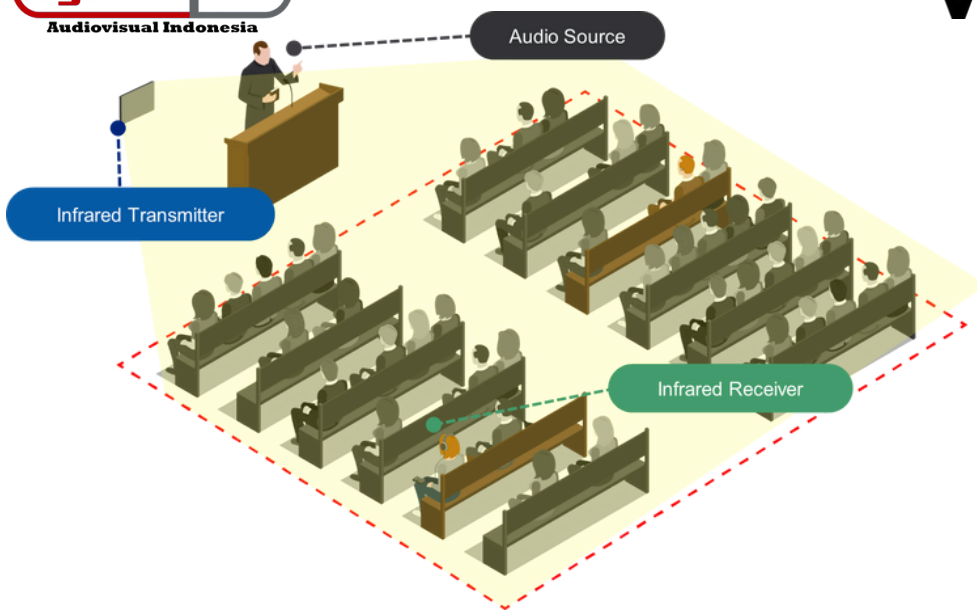 Audiovisual Indonesia
Audio Source
Infrared Transmitter
Infrared Receiver